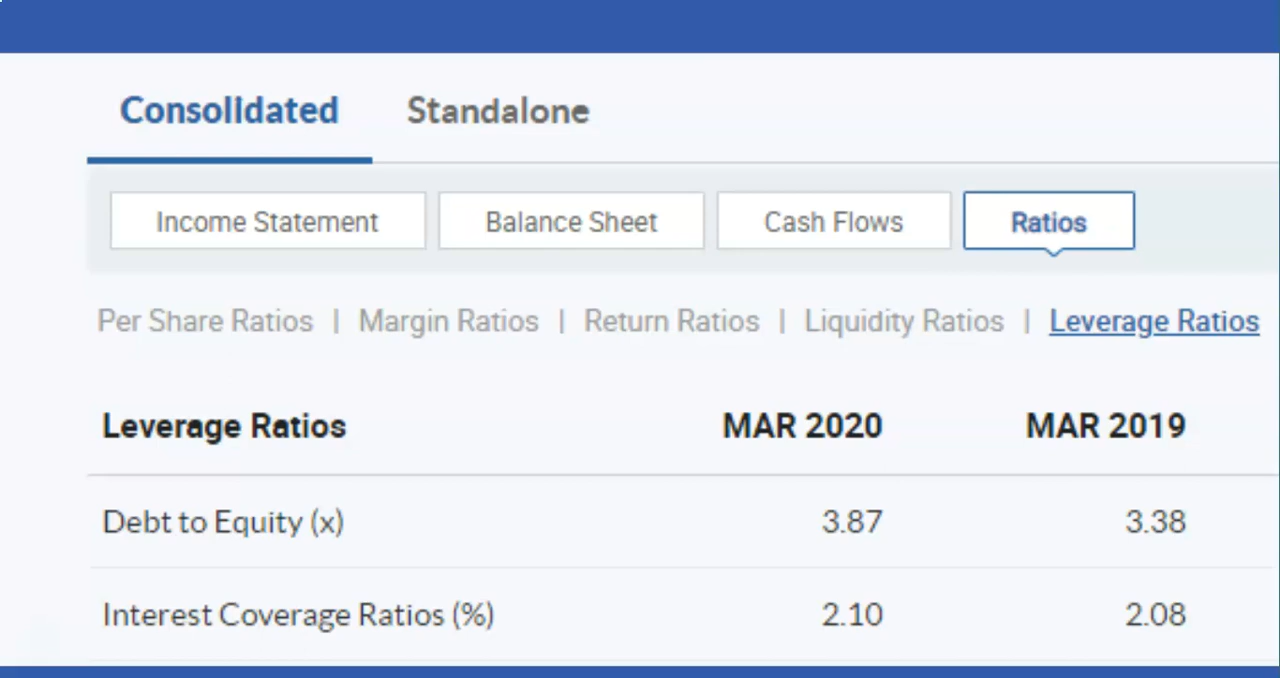 Consolidated Standalone
Income Statement Balance Sheet Cash Flows Ratios
Per Share Ratios | Margin Ratios | Return Ratios | Liquidity Ratios | Leverage Ratios
Leverage Ratios MAR 2020 MAR 2019
Debt to Equity (x) 3.87 3.38
Interest Coverage Ratios (%) 2.10 2.08